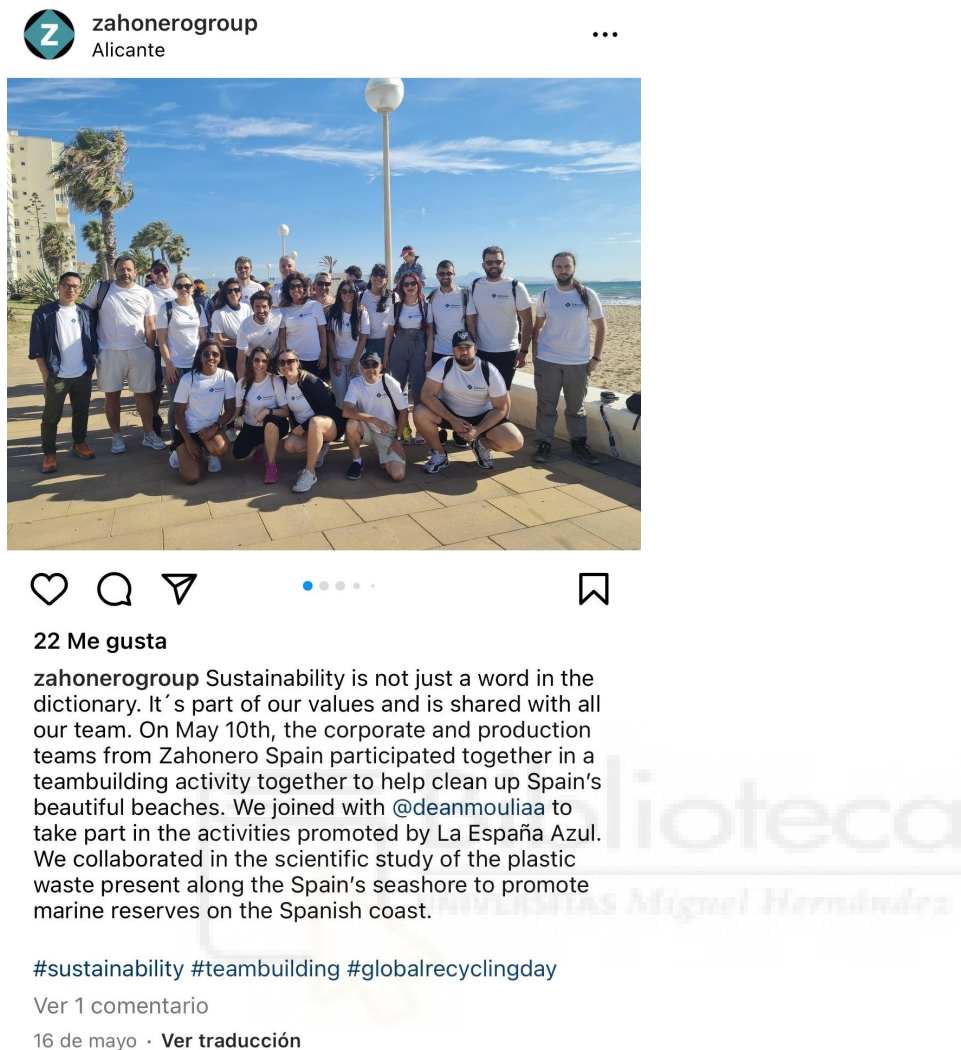 Z
zahonerogroup
Alicante
22 Me gusta
zahonerogroup Sustainability is not just a word in the
dictionary. It´s part of our values and is shared with all
our team. On May 10th, the corporate and production
teams from Zahonero Spain participated together in a
teambuilding activity together to help clean up Spain’s
beautiful beaches. We joined with @deanmouliaa to
take part in the activities promoted by La España Azul.
We collaborated in the scientific study of the plastic
waste present along the Spain’s seashore to promote
marine reserves on the Spanish coast.
#sustainability #teambuilding #globalrecyclingday
Ver 1 comentario
16 de mayo · Ver traducción
Biblioteca
UNIVERSITAS Miguel Hernández